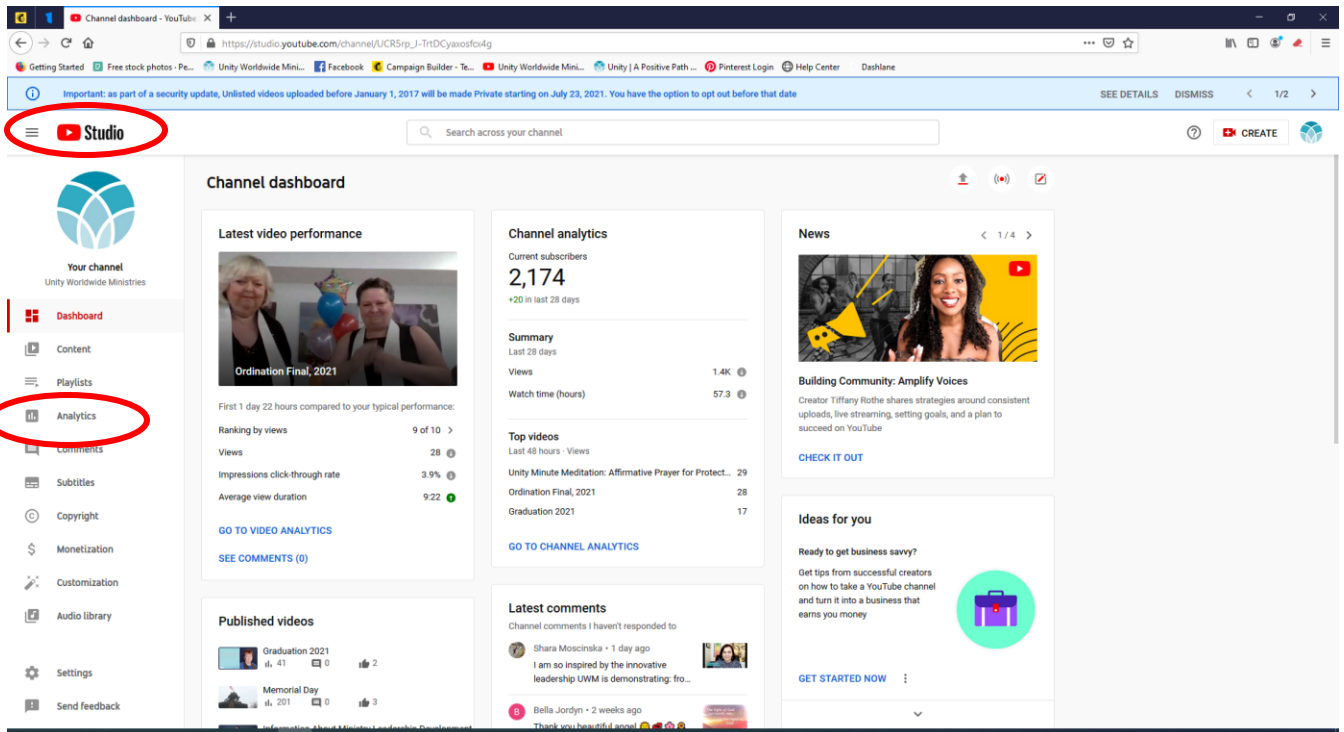 Channel dashboard - YouTube
https://studio.youtube.com/channel/UCR5rp_J-TrtDCyaxosfox4g
Getting Started Free stock photos · Pe... Unity Worldwide Mini... Facebook Campaign Builder - Te... Unity Worldwide Mini... Unity | A Positive Path ... Pinterest Login Help Center Dashlane
Important: as part of a security update, Unlisted videos uploaded before January 1, 2017 will be made Private starting on July 23, 2021. You have the option to opt out before that date SEE DETAILS DISMISS 1/2
Studio Search across your channel CREATE
Your channel
Unity Worldwide Ministries
Dashboard
Content
Playlists
Analytics
Comments
Subtitles
Copyright
Monetization
Customization
Audio library
Settings
Send feedback
Channel dashboard
Latest video performance
Ordination Final, 2021
First 1 day 22 hours compared to your typical performance:
Ranking by views 9 of 10
Views 28
Impressions click-through rate 3.9%
Average view duration 9:22
GO TO VIDEO ANALYTICS
SEE COMMENTS (0)
Published videos
Graduation 2021
41 0 2
Memorial Day
201 0 3
Information About Ministry Leadership Development
Channel analytics
Current subscribers
2,174
+20 in last 28 days
Summary
Last 28 days
Views 1.4K
Watch time (hours) 57.3
Top videos
Last 48 hours · Views
Unity Minute Meditation: Affirmative Prayer for Protect... 29
Ordination Final, 2021 28
Graduation 2021 17
GO TO CHANNEL ANALYTICS
Latest comments
Channel comments I haven't responded to
Shara Moscinska • 1 day ago
I am so inspired by the innovative
leadership UWM is demonstrating: fro...
B Bella Jordyn • 2 weeks ago
Thank you beautiful angel
News 1/4
Building Community: Amplify Voices
Creator Tiffany Rothe shares strategies around consistent
uploads, live streaming, setting goals, and a plan to
succeed on YouTube
CHECK IT OUT
Ideas for you
Ready to get business savvy?
Get tips from successful creators
on how to take a YouTube channel
and turn it into a business that
earns you money
GET STARTED NOW